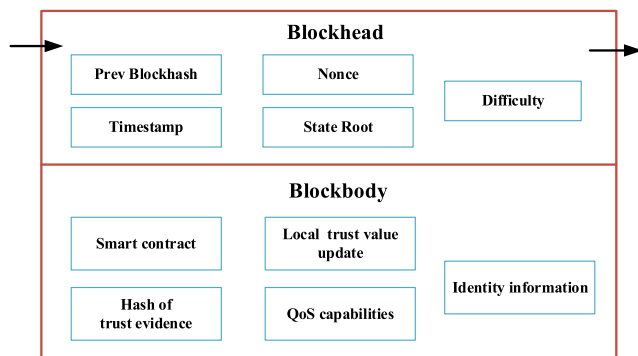 Blockhead
Prev Blockhash
Nonce
Difficulty
Timestamp
State Root
Blockbody
Smart contract
Local trust value
update
Identity information
Hash of
trust evidence
QoS capabilities